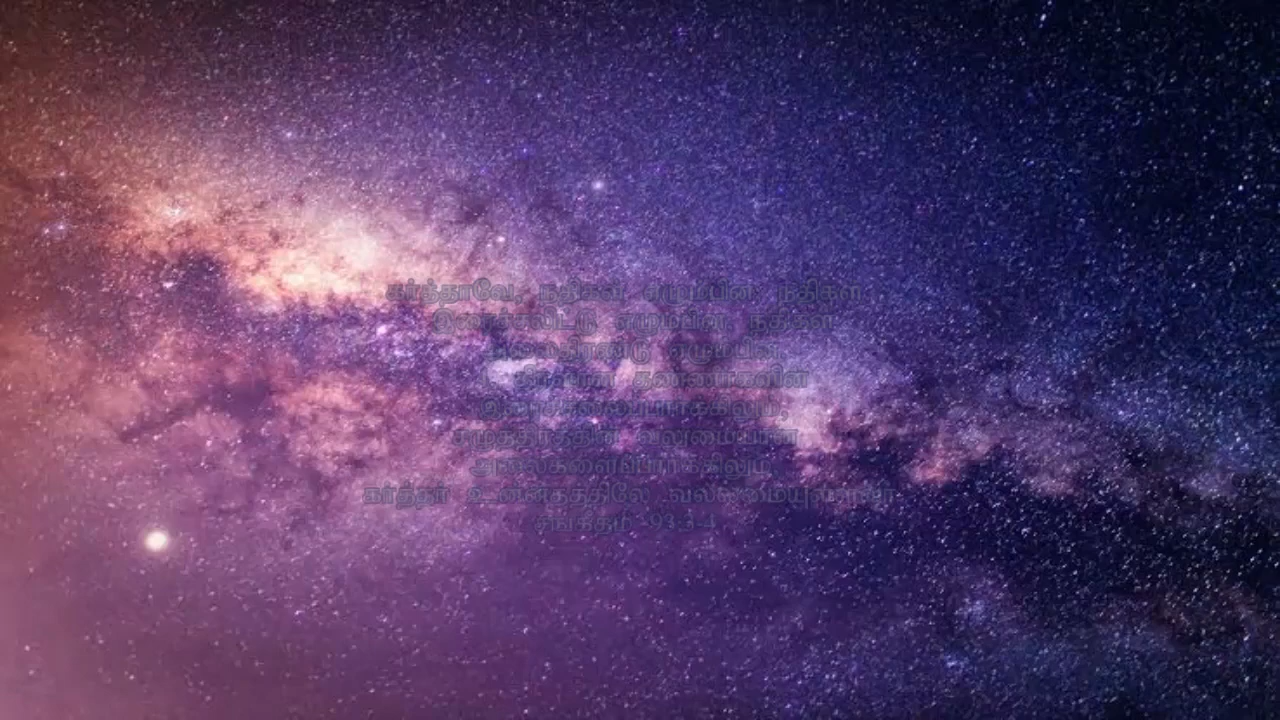 கர்த்தாவே, நதிகள் எழும்பின; நதிகள்
இரைச்சலிட்டு எழும்பின; நதிகள்
அலைதிரண்டு எழும்பின.
திரளான தண்ணீர்களின்
இரைச்சலைப்பார்க்கிலும்,
சமுத்திரத்தின் வலுமையான
அலைகளைப்பார்க்கிலும்,
கர்த்தர் உன்னதத்திலே வல்லமையுள்ளவர்.
சங்கீதம் -93:3-4